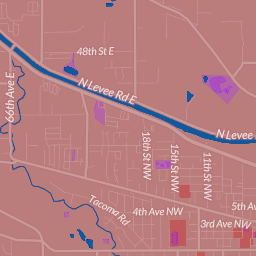 48th St E
N Levee Rd E
66th Ave E
N Levee
18th St NW
15th St NW
11th St NW
Tacoma Rd
4th Ave NW
5th Av
3rd Ave NW